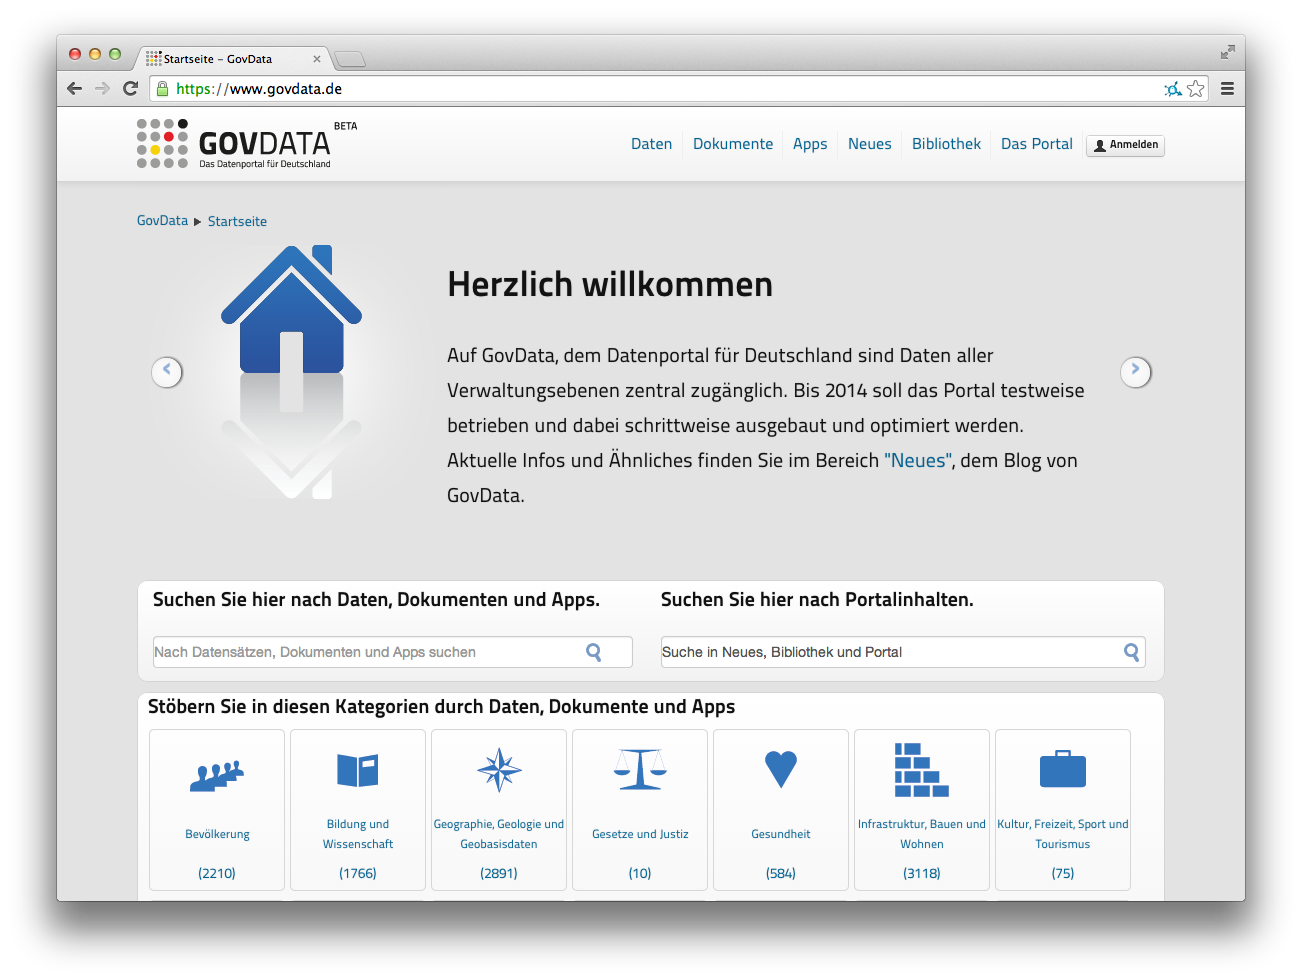 Startseite – GovData
https://www.govdata.de
GOVDATA BETA
Das Datenportal für Deutschland
Daten Dokumente Apps Neues Bibliothek Das Portal Anmelden
GovData Startseite
Herzlich willkommen
Auf GovData, dem Datenportal für Deutschland sind Daten aller
Verwaltungsebenen zentral zugänglich. Bis 2014 soll das Portal testweise
betrieben und dabei schrittweise ausgebaut und optimiert werden.
Aktuelle Infos und Ähnliches finden Sie im Bereich "Neues", dem Blog von
GovData.
Suchen Sie hier nach Daten, Dokumenten und Apps.
Nach Datensätzen, Dokumenten und Apps suchen
Suchen Sie hier nach Portalinhalten.
Suche in Neues, Bibliothek und Portal
Stöbern Sie in diesen Kategorien durch Daten, Dokumente und Apps
Bevölkerung
(2210)
Bildung und
Wissenschaft
(1766)
Geographie, Geologie und
Geobasisdaten
(2891)
Gesetze und Justiz
(10)
Gesundheit
(584)
Infrastruktur, Bauen und
Wohnen
(3118)
Kultur, Freizeit, Sport und
Tourismus
(75)